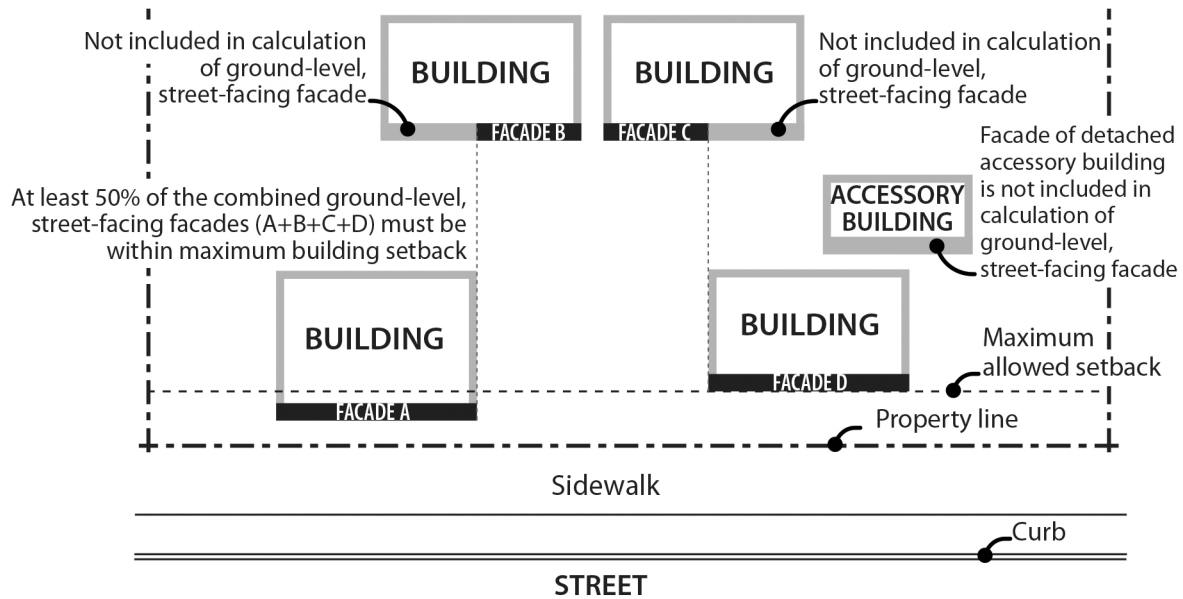 Not included in calculation
of ground-level,
street-facing facade
BUILDING
FACADE B
BUILDING
FACADE C
Not included in calculation
of ground-level,
street-facing facade
Facade of detached
accessory building
is not included in
calculation of
ground-level,
street-facing facade
ACCESSORY
BUILDING
At least 50% of the combined ground-level,
street-facing facades (A+B+C+D) must be
within maximum building setback
BUILDING
FACADE A
BUILDING
FACADE D
Maximum
allowed setback
Property line
Sidewalk
Curb
STREET